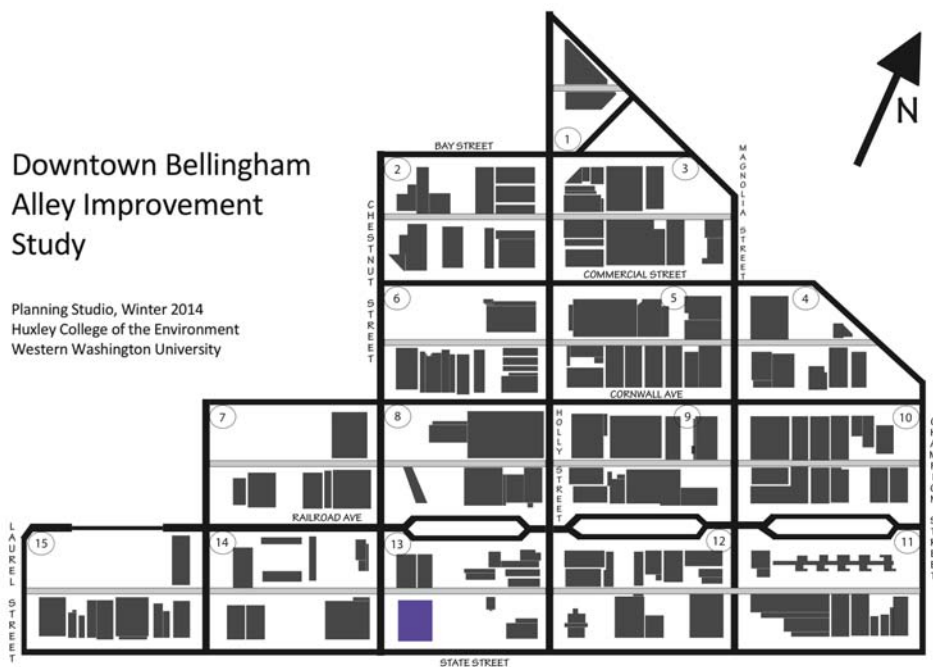 Downtown Bellingham
Alley Improvement
Study
Planning Studio, Winter 2014
Huxley College of the Environment
Western Washington University
N
1
BAY STREET
2
3
MAGNOLIA STREET
CHESTNUT STREET
COMMERCIAL STREET
6
5
4
CORNWALL AVE
7
8
HOLLY STREET
9
10
CHAMPION STREET
RAILROAD AVE
LAUREL STREET
15
14
13
12
11
STATE STREET